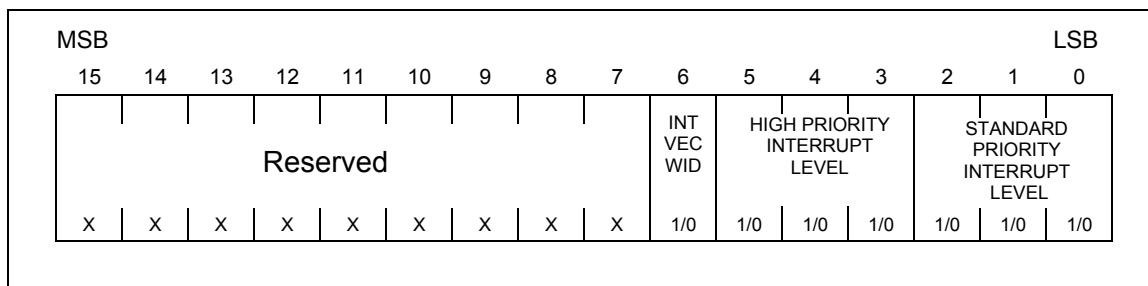 MSB LSB
15 14 13 12 11 10 9 8 7 6 5 4 3 2 1 0
Reserved
INT
VEC
WID
HIGH PRIORITY
INTERRUPT
LEVEL
STANDARD
PRIORITY
INTERRUPT
LEVEL
X X X X X X X X X 1/0 1/0 1/0 1/0 1/0 1/0 1/0